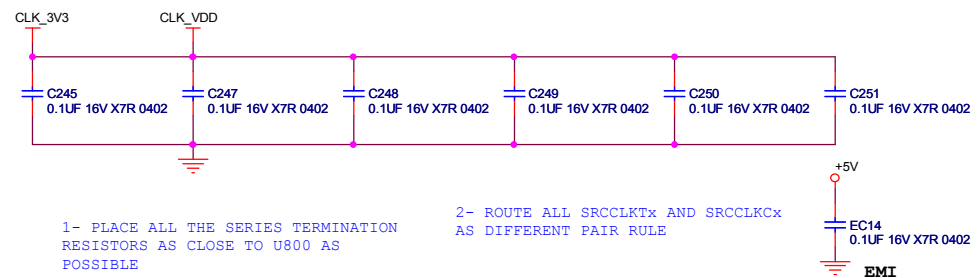 CLK_3V3
CLK_VDD
C245
0.1UF 16V X7R 0402
C247
0.1UF 16V X7R 0402
C248
0.1UF 16V X7R 0402
C249
0.1UF 16V X7R 0402
C250
0.1UF 16V X7R 0402
C251
0.1UF 16V X7R 0402
1- PLACE ALL THE SERIES TERMINATION
RESISTORS AS CLOSE TO U800 AS
POSSIBLE
2- ROUTE ALL SRCCLKTx AND SRCCLKCx
AS DIFFERENT PAIR RULE
+5V
EC14
0.1UF 16V X7R 0402
EMI